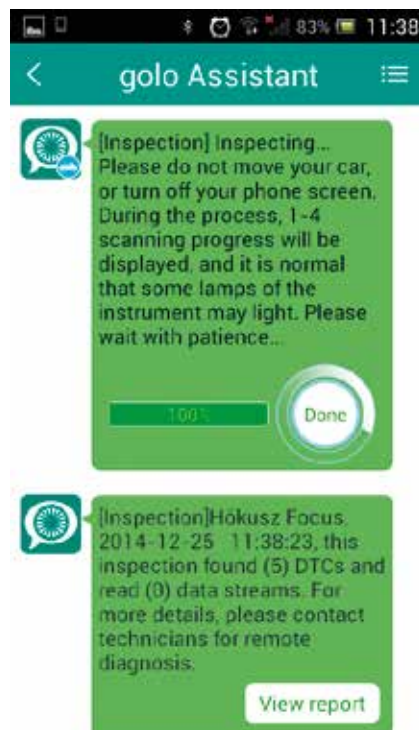 83% 11:38
golo Assistant
[Inspection] Inspecting...
Please do not move your car,
or turn off your phone screen.
During the process, 1-4
scanning progress will be
displayed, and it is normal
that some lamps of the
instrument may light. Please
wait with patience...
100%
Done
[Inspection]Hókusz Focus,
2014-12-25 11:38:23, this
inspection found (5) DTCs and
read (0) data streams. For
more details, please contact
technicians for remote
diagnosis.
View report